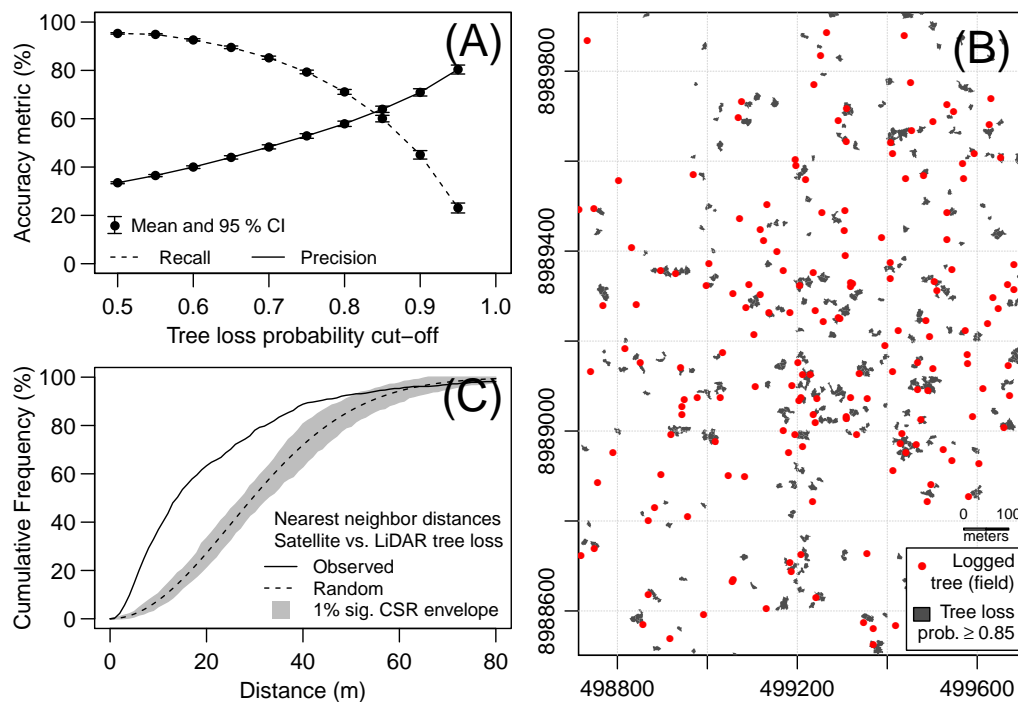 (A)
Accuracy metric (%)
100
80
60
40
20
0
Mean and 95 % CI
Recall
Precision
0.5
0.6
0.7
0.8
0.9
1.0
Tree loss probability cut−off
(B)
8989800
8989400
8989000
8988600
0
100
meters
Logged
tree (field)
Tree loss
prob. ≥ 0.85
498800
499200
499600
(C)
Cumulative Frequency (%)
100
80
60
40
20
0
Nearest neighbor distances
Satellite vs. LiDAR tree loss
Observed
Random
1% sig. CSR envelope
0
20
40
60
80
Distance (m)